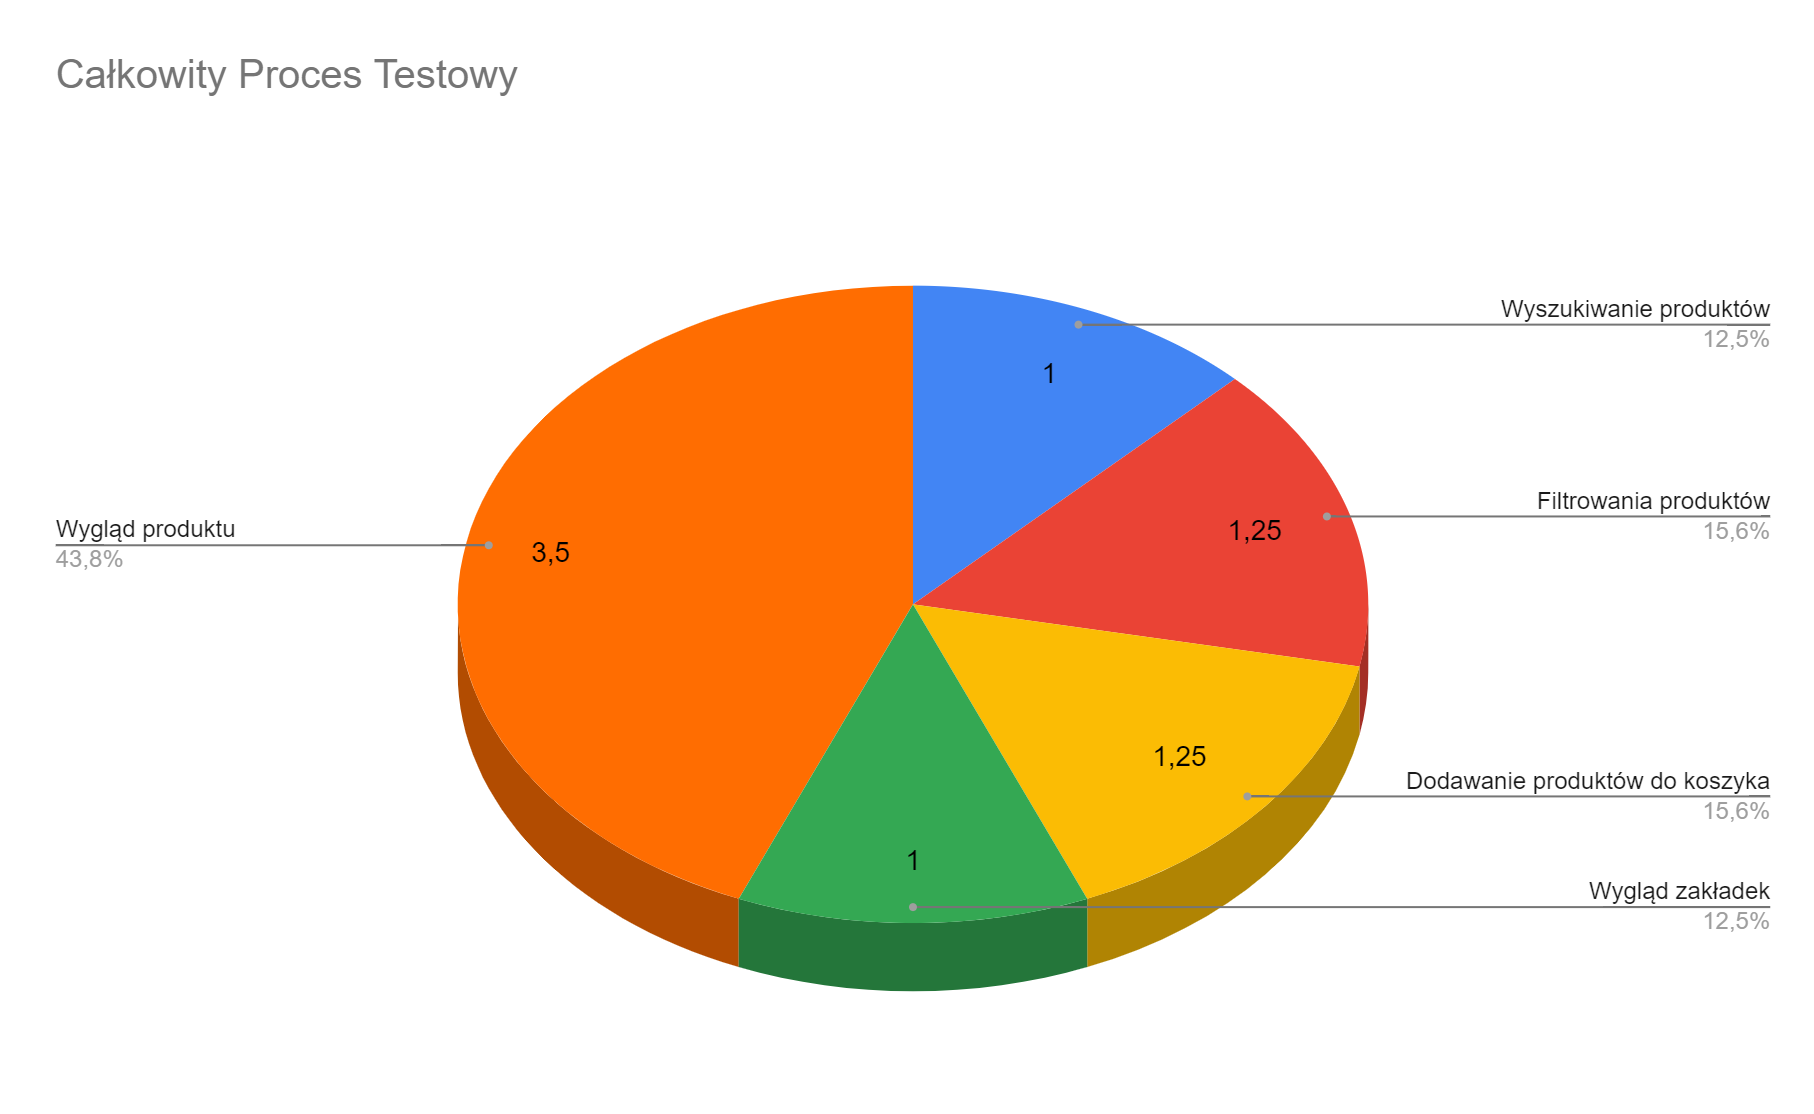 Całkowity Proces Testowy
Wyszukiwanie produktów
12,5%
1
Filtrowania produktów
15,6%
1,25
Wygląd produktu
43,8%
3,5
Dodawanie produktów do koszyka
15,6%
1,25
Wygląd zakładek
12,5%
1